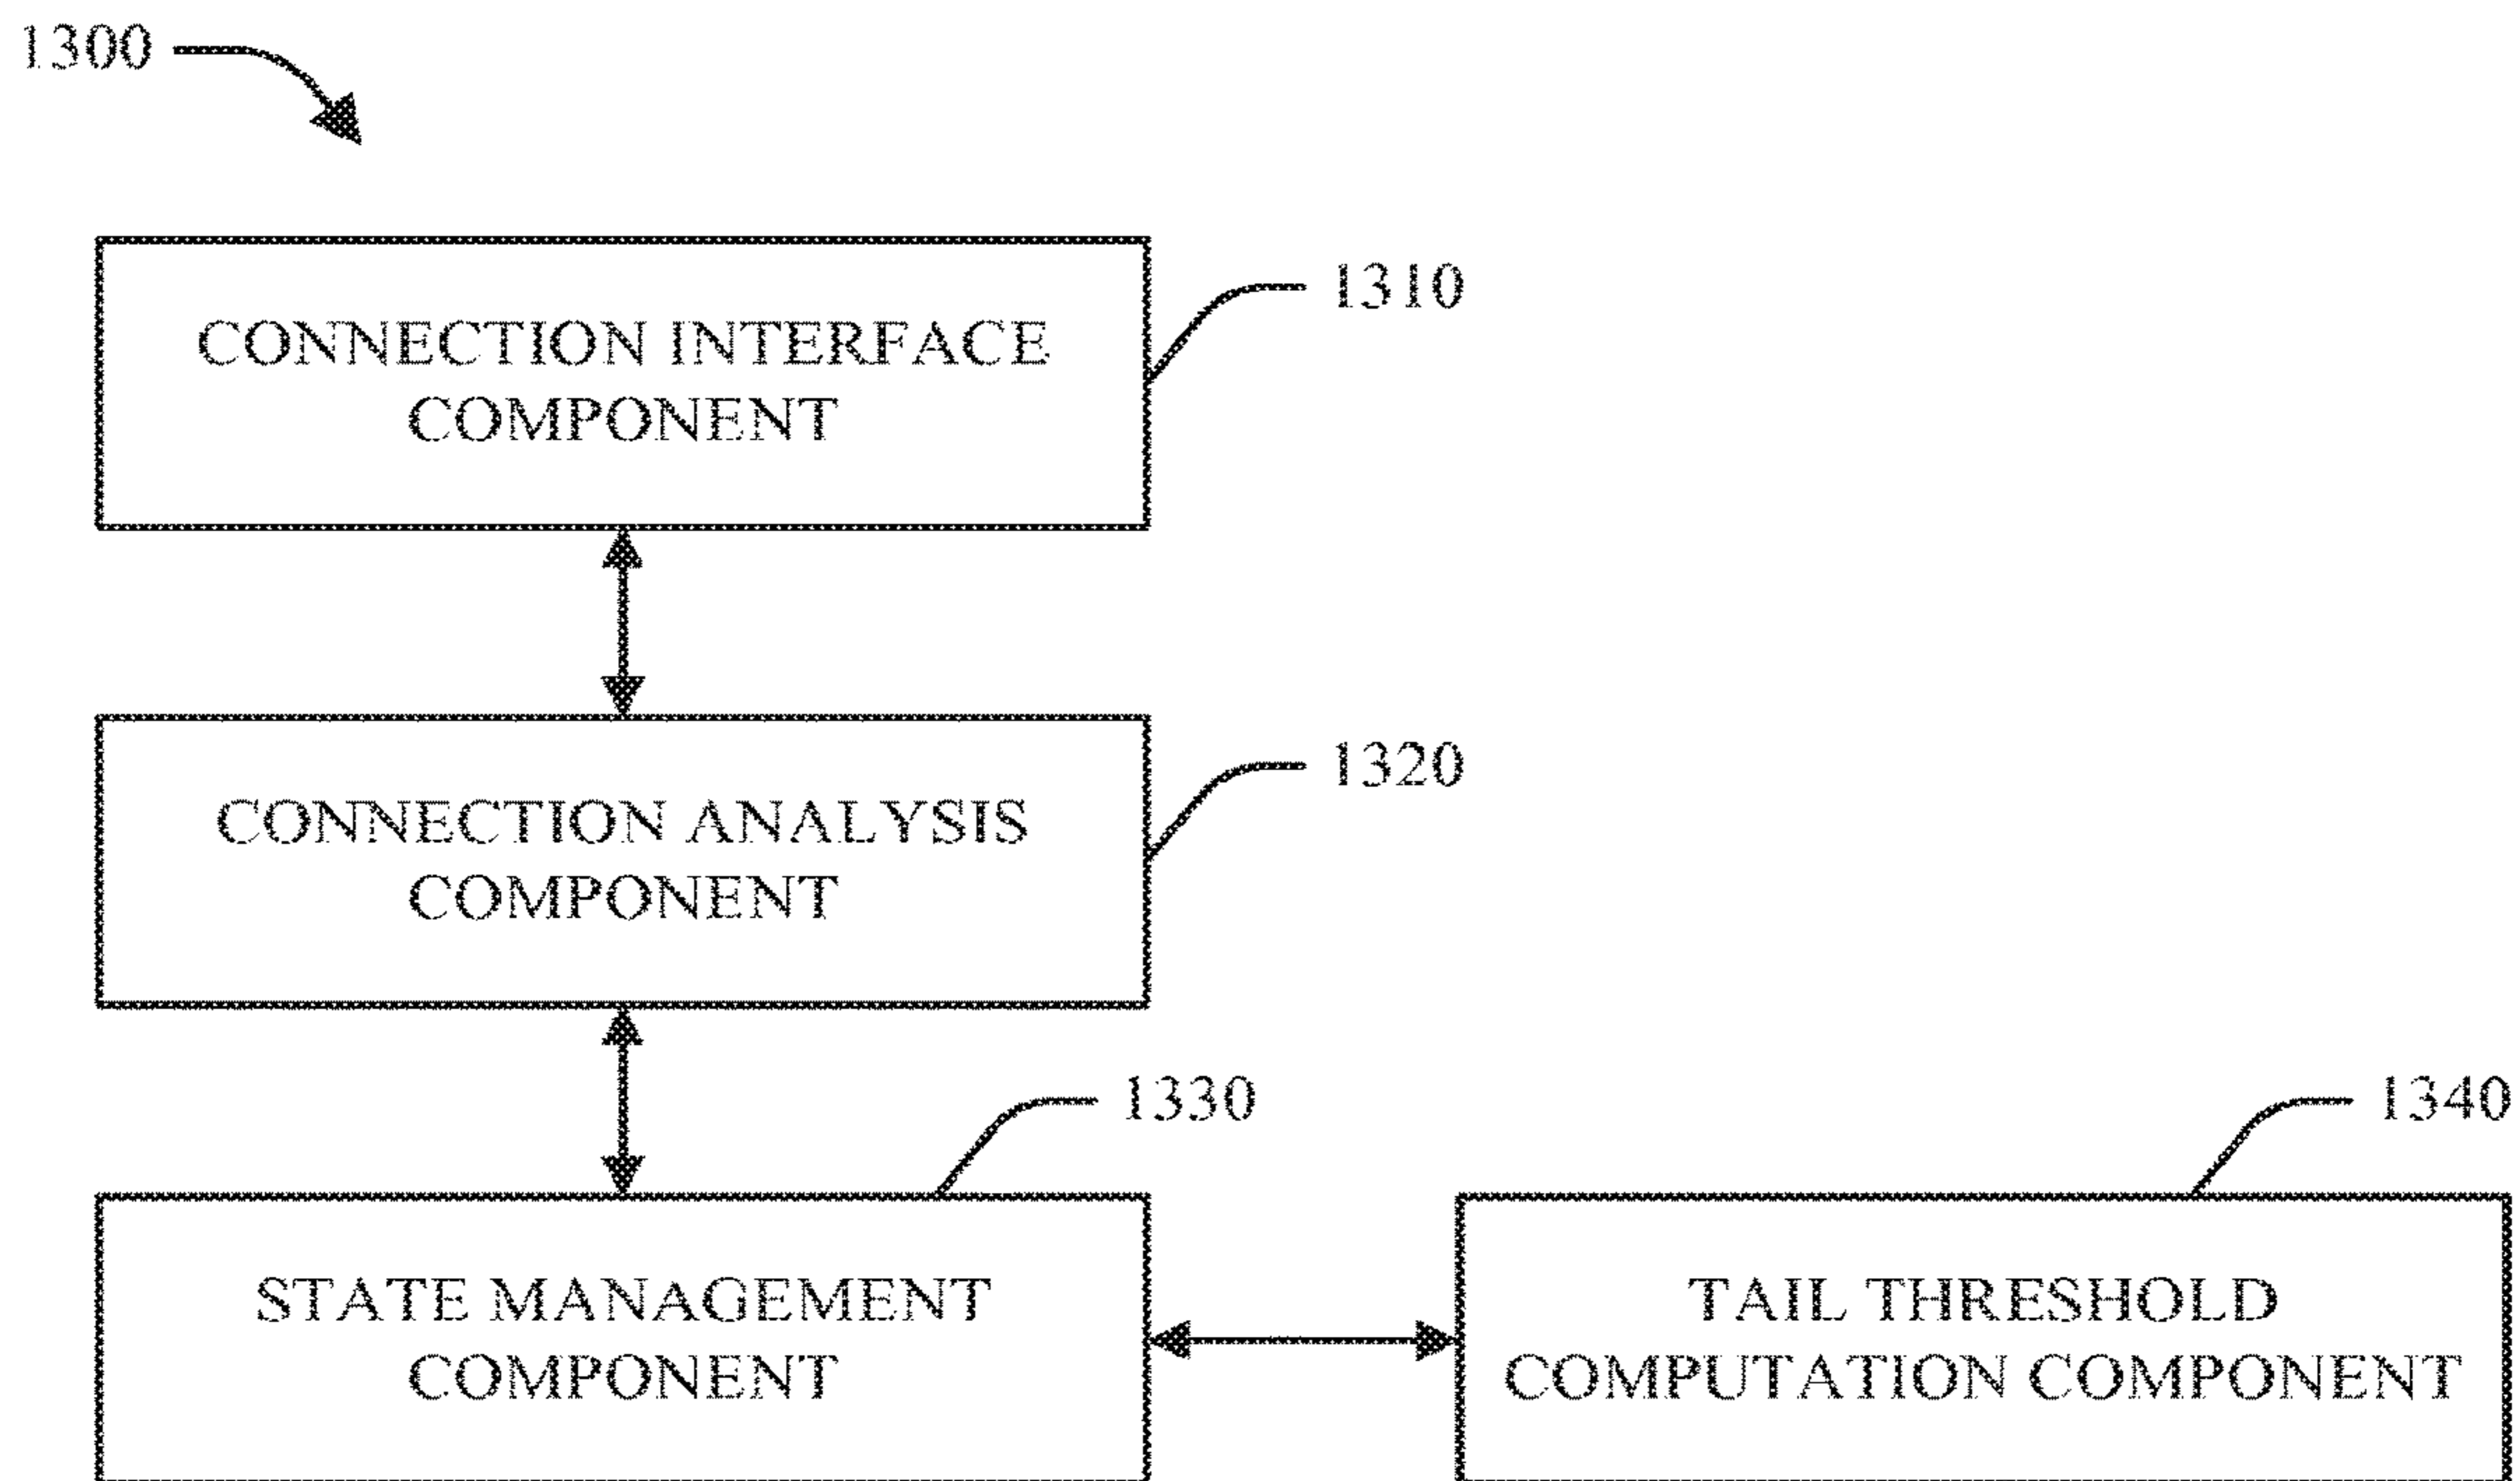 1300
CONNECTION INTERFACE
COMPONENT
1310
CONNECTION ANALYSIS
COMPONENT
1320
1330
1340
STATE MANAGEMENT
COMPONENT
TAIL THRESHOLD
COMPUTATION COMPONENT